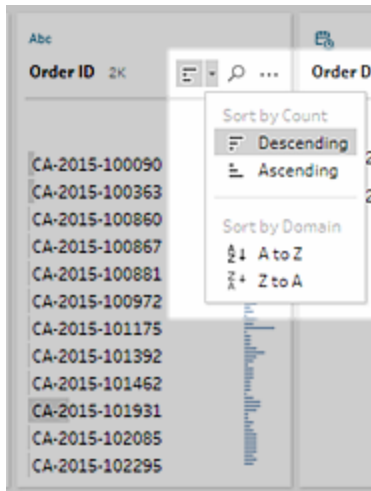 Abc
Order ID 2K ... Order D
Sort by Count
Descending
Ascending
Sort by Domain
A to Z
Z to A
CA-2015-100090
CA-2015-100363
CA-2015-100860
CA-2015-100867
CA-2015-100881
CA-2015-100972
CA-2015-101175
CA-2015-101392
CA-2015-101462
CA-2015-101931
CA-2015-102085
CA-2015-102295